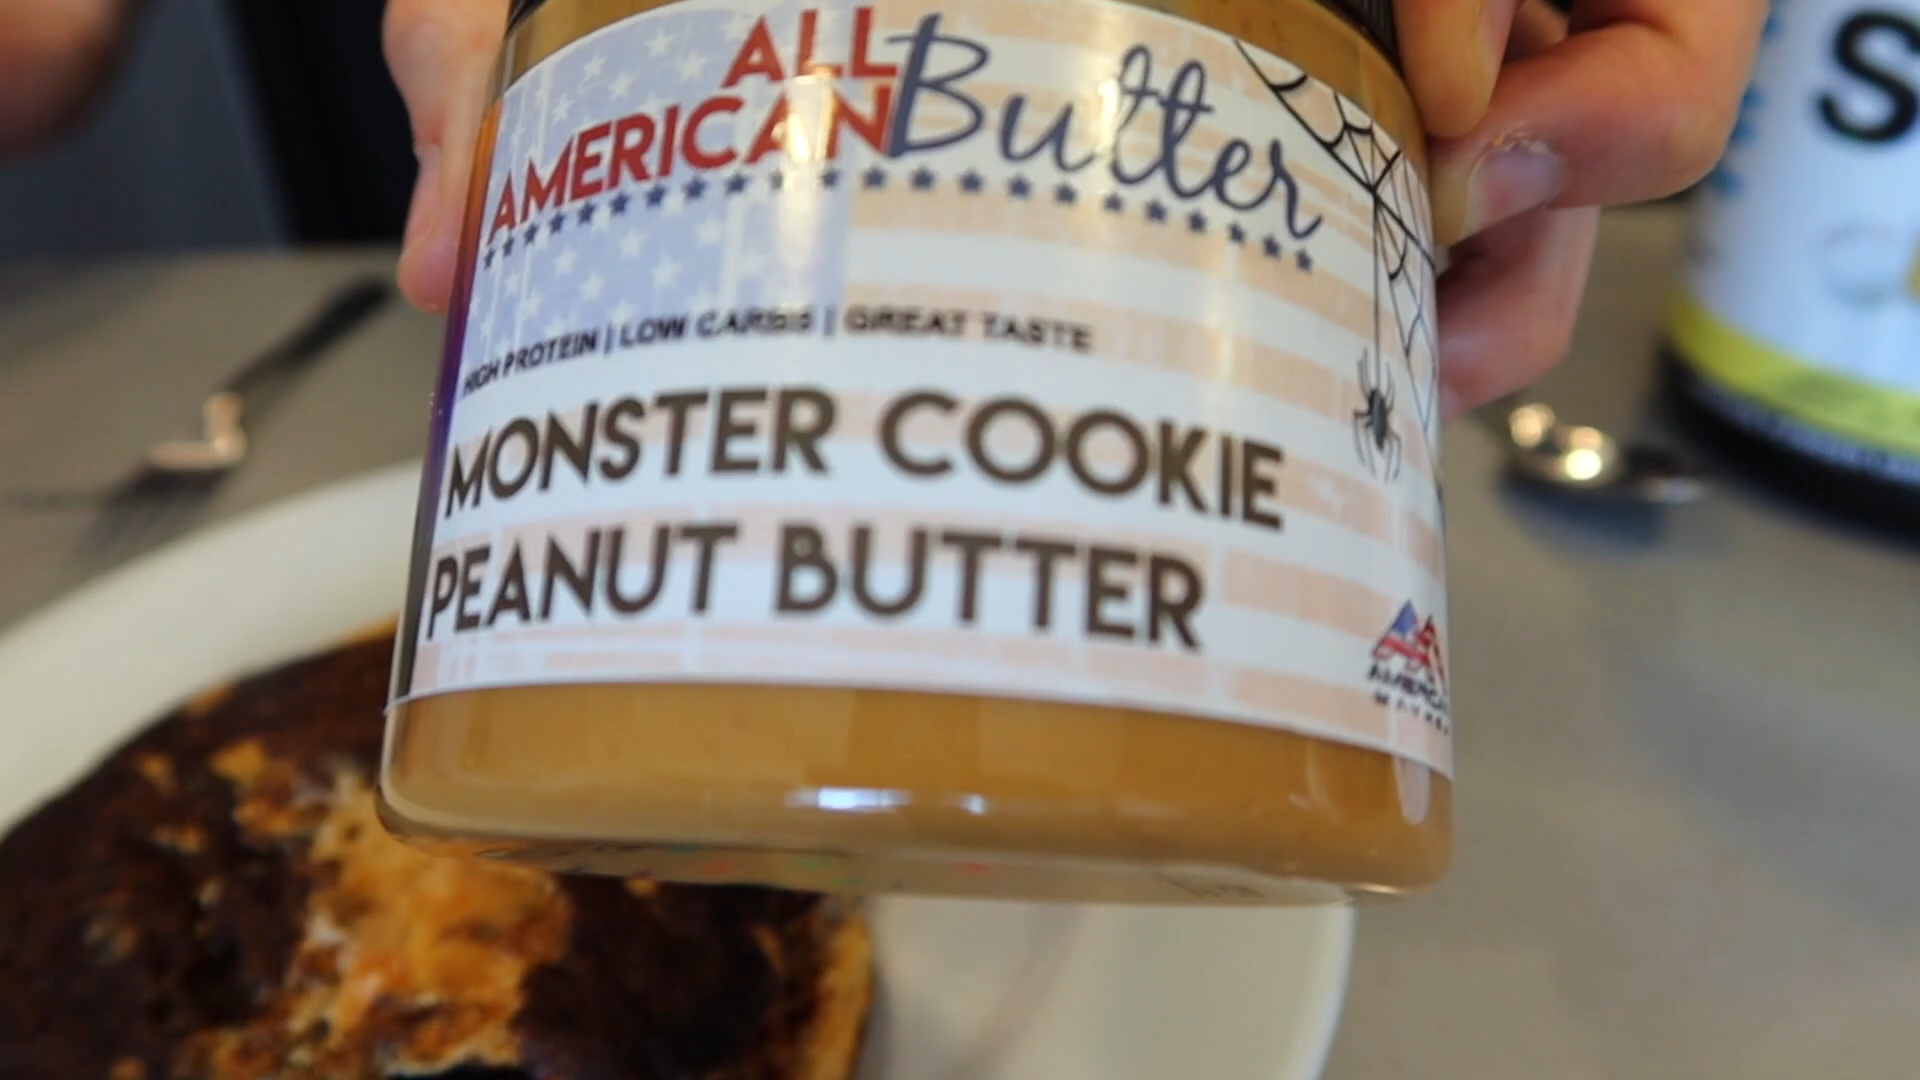 ALL
AMERICAN Butter
HIGH PROTEIN | LOW CARBS | GREAT TASTE
MONSTER COOKIE
PEANUT BUTTER
S